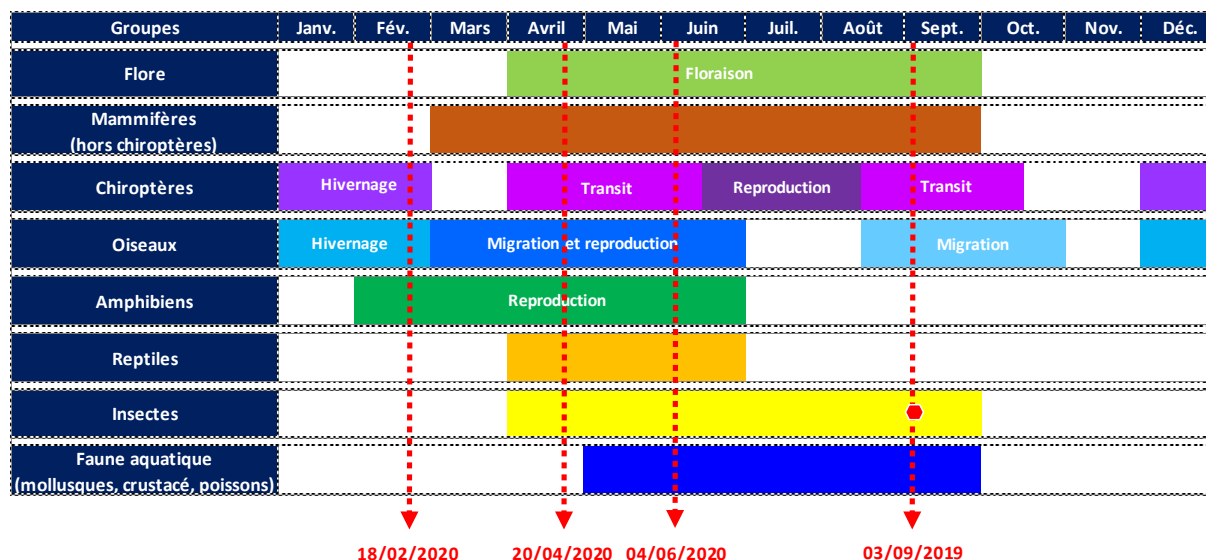 Groupes Janv. Fév. Mars Avril Mai Juin Juil. Août Sept. Oct. Nov. Déc.
Flore Floraison
Mammifères
(hors chiroptères)
Chiroptères Hivernage Transit Reproduction Transit
Oiseaux Hivernage Migration et reproduction Migration
Amphibiens Reproduction
Reptiles
Insectes
Faune aquatique
(mollusques, crustacé, poissons)
18/02/2020 20/04/2020 04/06/2020 03/09/2019